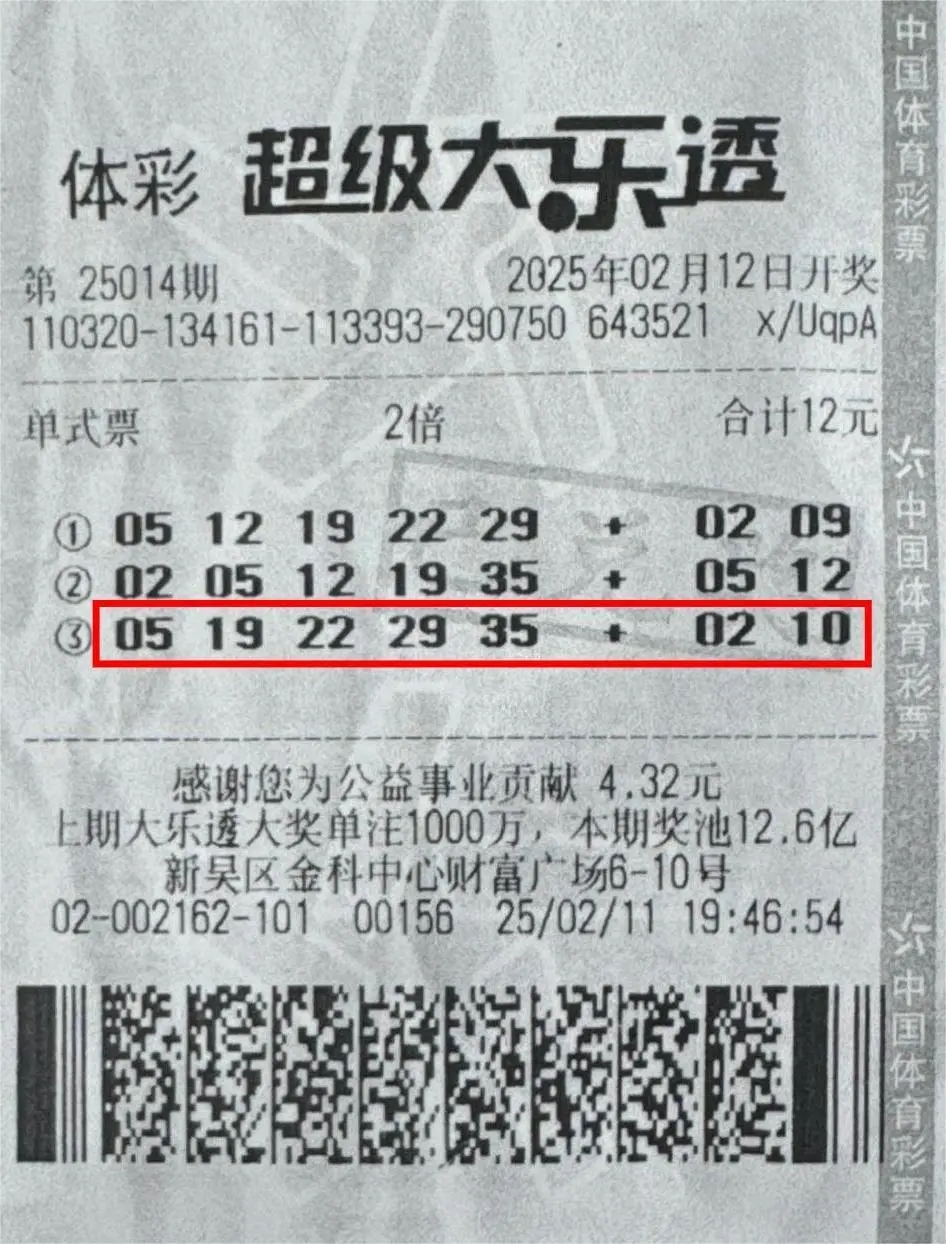 体彩 超级大乐透
第 25014期 2025年02月12日开奖
110320-134161-113393-290750 643521 x/UqpA
单式票 2倍 合计12元
① 05 12 19 22 29 + 02 09
② 02 05 12 19 35 + 05 12
③ 05 19 22 29 35 + 02 10
感谢您为公益事业贡献 4.32元
上期大乐透大奖单注1000万,本期奖池12.6亿
新吴区金科中心财富广场6-10号
02-002162-101 00156 25/02/11 19:46:54
中国体育彩票
中国体育彩票
中国体育彩票